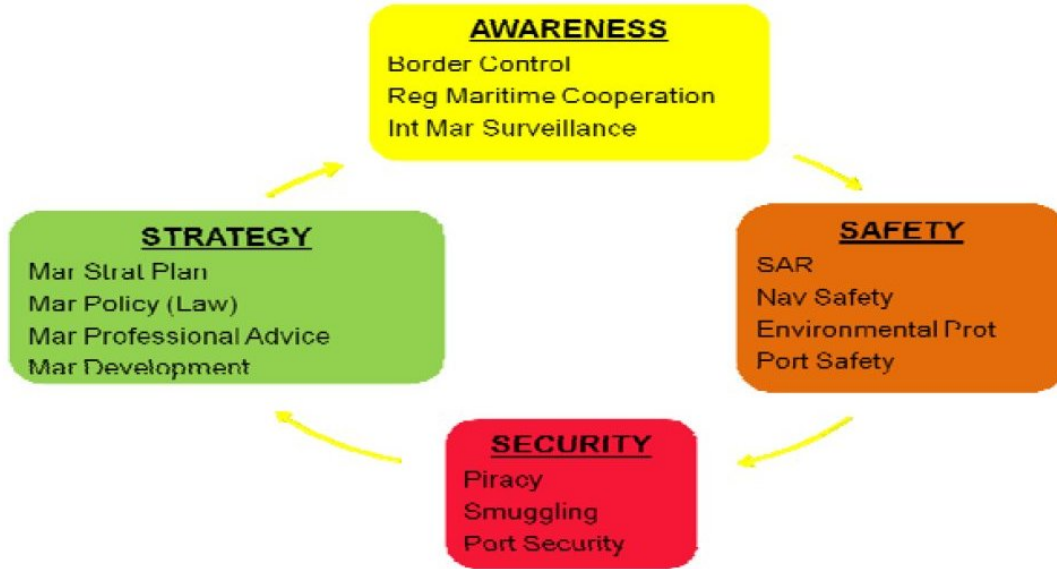 AWARENESS
Border Control
Reg Maritime Cooperation
Int Mar Surveillance
STRATEGY
Mar Strat Plan
Mar Policy (Law)
Mar Professional Advice
Mar Development
SAFETY
SAR
Nav Safety
Environmental Prot
Port Safety
SECURITY
Piracy
Smuggling
Port Security